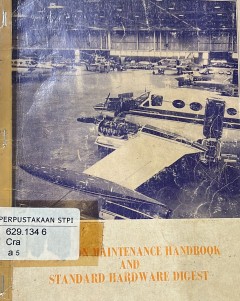 PERPUSTAKAAN STPI
629.134 6
Cra
a 5
MAINTENANCE HANDBOOK
AND
STANDARD HARDWARE DIGEST